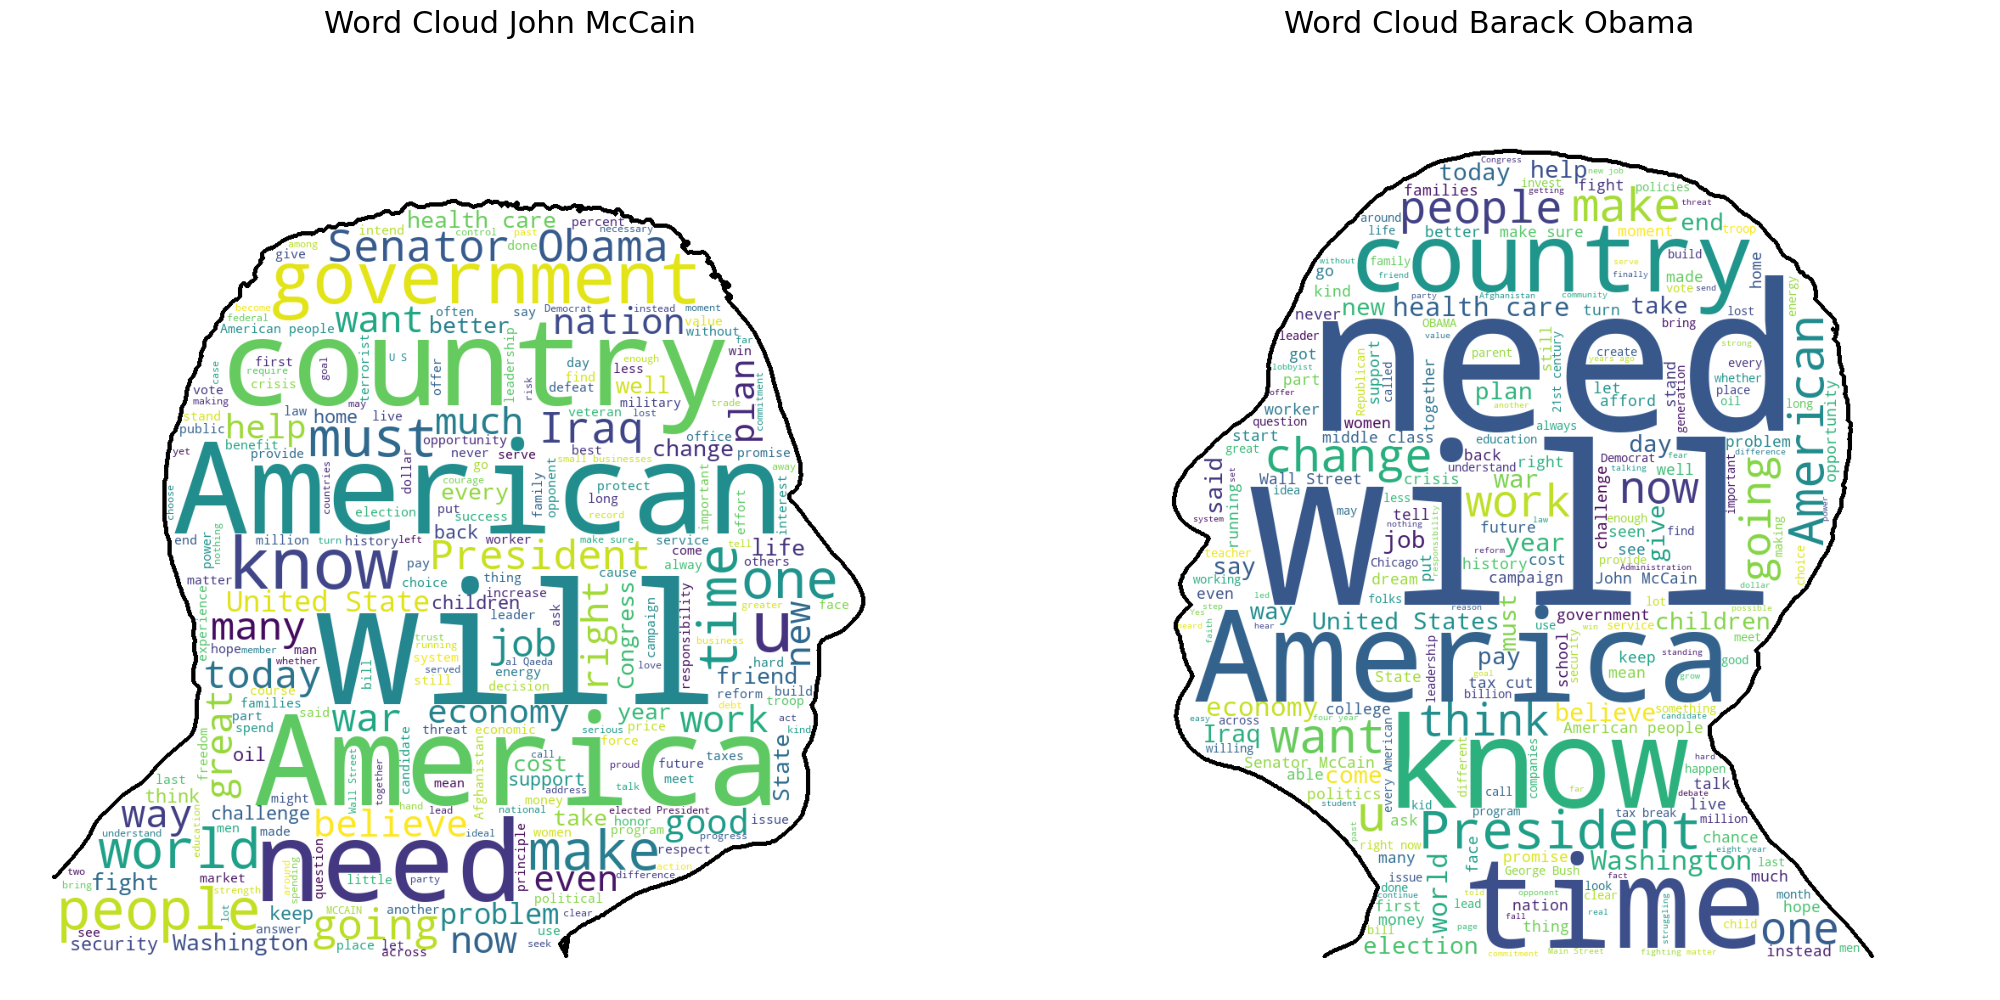 Word Cloud John McCain
health care percent
intend control past necessary
among Senator Obama done
give
government
become often say Democrat instead moment
federal want better nation value
American people without
country
U S far
first terrorist offer leadership day enough win
require goal find less well plan
crisis case risk defeat military trade commitment
vote making may law live veteran lost
stand home much Iraq office
public help must opportunity change promise
yet benefit provide never serve best
go small businesses away
American
dollar courage every family opponent protect important effort interest
countries election put success long record
choose
end power million turn history left back worker make sure service tell
nothing know President come life
matter pay choice alway others
thing cause time one
United State children increase
experience leader ask right Congress campaign greater face
many will trust running job responsibility u new
hope member man system al Qaeda love business
whether bill served energy hard
today still decision friend
course reform build
families said war economy year work debt troop
part threat economic serious price act
spend great America force kind
freedom oil candidate call proud future taxes State
Wall Street together mean cost support meet
last Afghanistan address talk
think might hand money elected President
way challenge lead national take honor good issue
understand men made believe ideal women program progress
education world need make respect
two fight market question principle action
bring strength around spending little party even difference
people lot MCCAIN another problem political
see keep answer going clear
security Washington place let across now use seek
Word Cloud Barack Obama
Congress help new job
today invest fight policies
families getting
people make threat
around better make sure moment end troop
life
country
without family serve build made home
go friend finally vote send
kind party Afghanistan community energy
never new health care turn take lost
leader OBAMA bring
need
got value still strong
lobbyist part support called parent create years ago every American
offer Republican together plan 21st century let stand generation whether place
worker another afford oil long
question women always opportunity
start middle class education day problem
great change back Democrat fear difference
said understand right talking well
Wall Street crisis war challenge now important going
running set idea less work enough
will
system may tell nothing future law seen find making power
teacher job responsibility year give
say reform history cost see provide choice
working Chicago put campaign Administration
even dream John McCain dollar
step led folks reason must lot possible
Yes way use government children
heard faith hear United States win service meet
America
pay school security keep standing good
State leadership goal mean grow
tax cut
billion
economy college think believe something
easy across four year candidate
Iraq want American people
willing every American know different companies hard
Senator McCain happen
able come talk
politics kid call debate
student live
u ask program tax break million
past President chance
right now eight year
many world face promise Washington last
issue George Bush fact much
done look
continue told opponent clear month
first lead nation child hope
money page fall time real struggling one
bill thing
election commitment Main Street fighting matter instead men